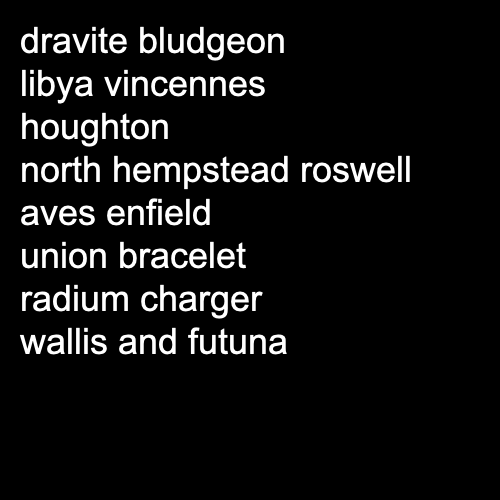 dravite bludgeon
libya vincennes
houghton
north hempstead roswell
aves enfield
union bracelet
radium charger
wallis and futuna